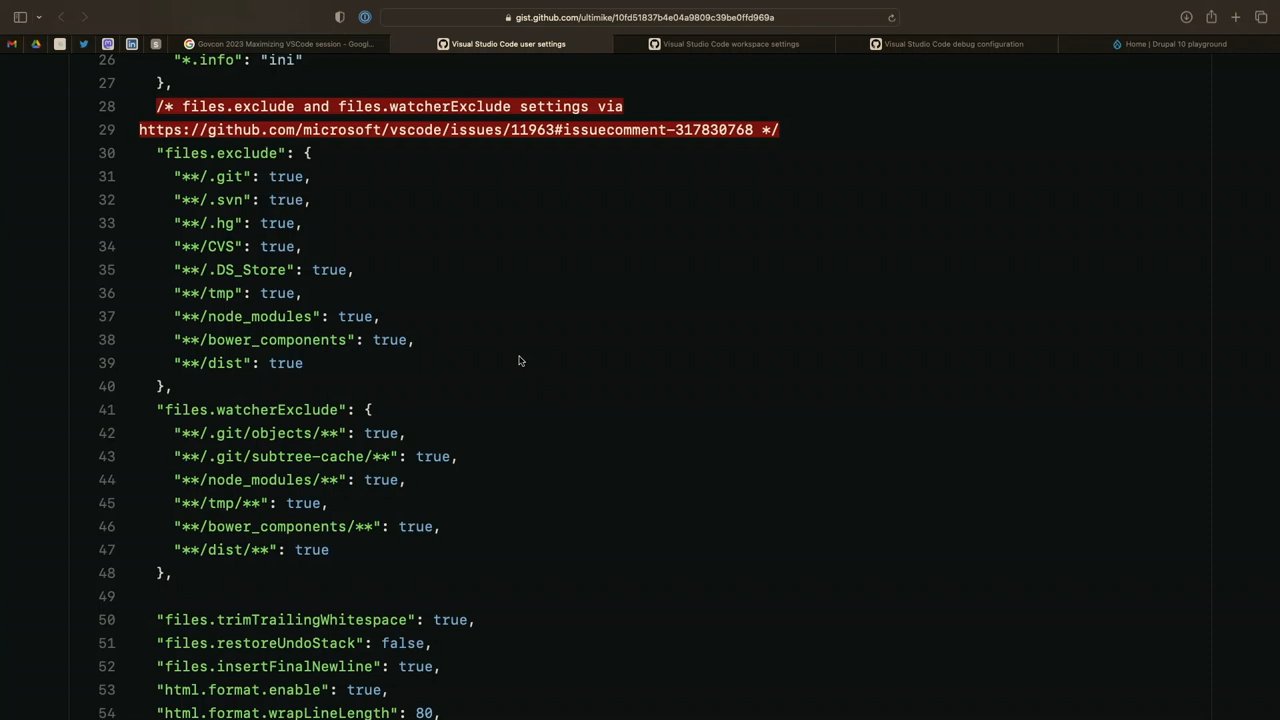 gist.github.com/ultimike/10fd51837b4e04a9809c39be0ffd969a
Govcon 2023 Maximizing VSCode session - Googl...
Visual Studio Code user settings
Visual Studio Code workspace settings
Visual Studio Code debug configuration
Home | Drupal 10 playground
26 "*.info": "ini"
27 },
28 /* files.exclude and files.watcherExclude settings via
29 https://github.com/microsoft/vscode/issues/11963#issuecomment-317830768 */
30 "files.exclude": {
31 "**/.git": true,
32 "**/.svn": true,
33 "**/.hg": true,
34 "**/CVS": true,
35 "**/.DS_Store": true,
36 "**/tmp": true,
37 "**/node_modules": true,
38 "**/bower_components": true,
39 "**/dist": true
40 },
41 "files.watcherExclude": {
42 "**/.git/objects/**": true,
43 "**/.git/subtree-cache/**": true,
44 "**/node_modules/**": true,
45 "**/tmp/**": true,
46 "**/bower_components/**": true,
47 "**/dist/**": true
48 },
49
50 "files.trimTrailingWhitespace": true,
51 "files.restoreUndoStack": false,
52 "files.insertFinalNewline": true,
53 "html.format.enable": true,
54 "html.format.wrapLineLength": 80,